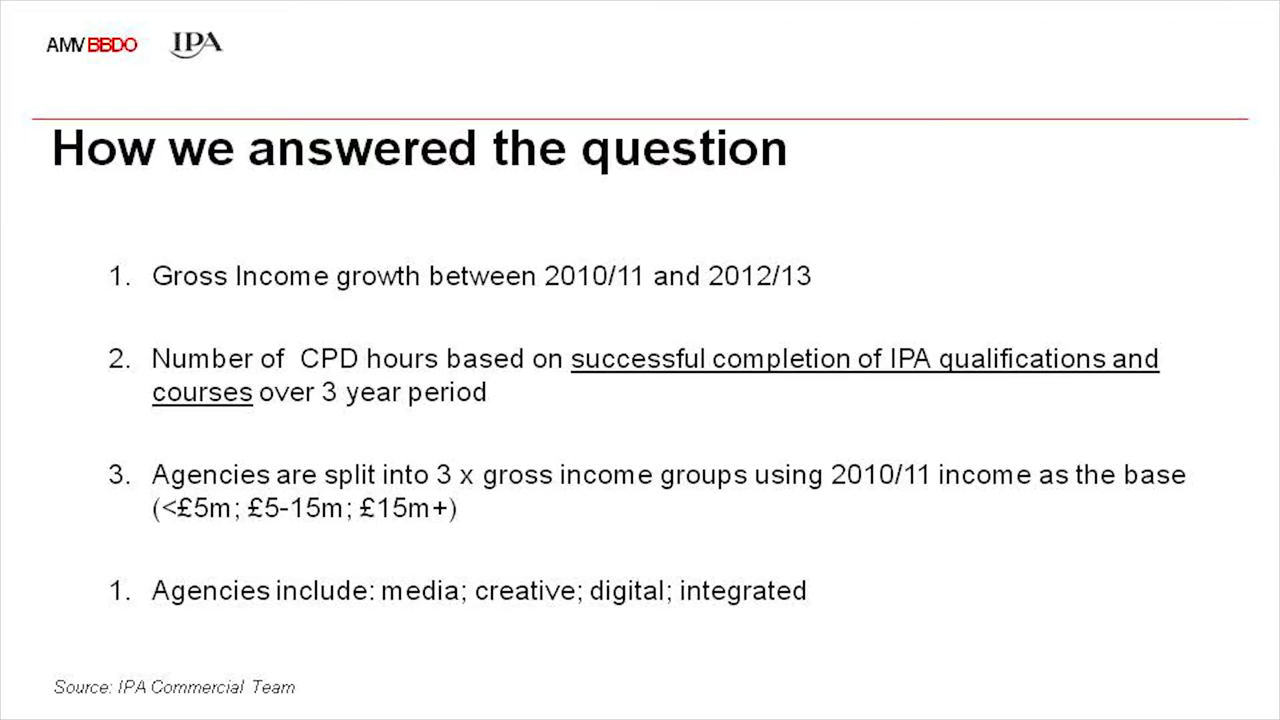 AMV BBDO IPA
How we answered the question
1. Gross Income growth between 2010/11 and 2012/13
2. Number of CPD hours based on successful completion of IPA qualifications and
courses over 3 year period
3. Agencies are split into 3 x gross income groups using 2010/11 income as the base
(<£5m; £5-15m; £15m+)
1. Agencies include: media; creative; digital; integrated
Source: IPA Commercial Team